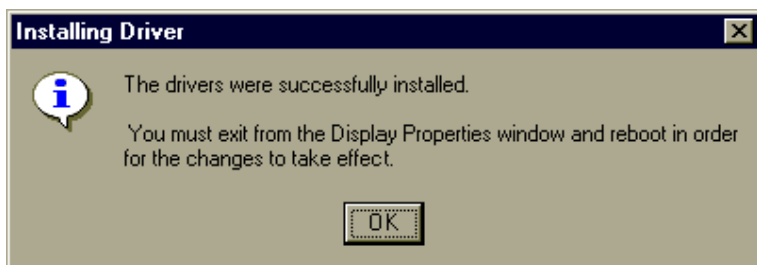 Installing Driver
The drivers were successfully installed.
You must exit from the Display Properties window and reboot in order
for the changes to take effect.
OK